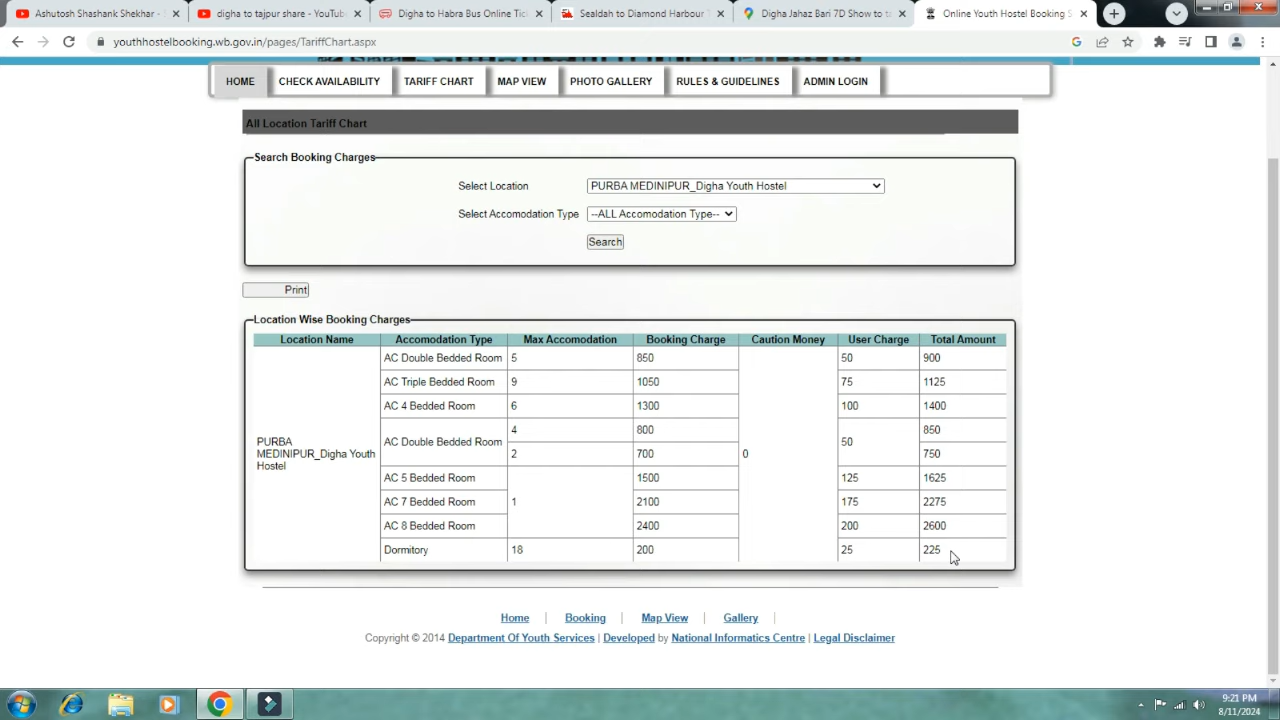 Ashutosh Shashank Shekhar -
digha to tajpur share - YouTube
Digha to Habra Bus Online Tic
Sealdah to Diamond Harbour
Digha Jahaz Bari 7D Show to to
Online Youth Hostel Booking S
youthhostelbooking.wb.gov.in/pages/TariffChart.aspx
HOME CHECK AVAILABILITY TARIFF CHART MAP VIEW PHOTO GALLERY RULES & GUIDELINES ADMIN LOGIN
All Location Tariff Chart
Search Booking Charges
Select Location PURBA MEDINIPUR_Digha Youth Hostel
Select Accomodation Type --ALL Accomodation Type--
Search
Print
Location Wise Booking Charges
Location Name Accomodation Type Max Accomodation Booking Charge Caution Money User Charge Total Amount
AC Double Bedded Room 5 850 50 900
AC Triple Bedded Room 9 1050 75 1125
AC 4 Bedded Room 6 1300 100 1400
4 800 850
PURBA
AC Double Bedded Room 50
MEDINIPUR_Digha Youth 2 700 0 750
Hostel
AC 5 Bedded Room 1500 125 1625
AC 7 Bedded Room 1 2100 175 2275
AC 8 Bedded Room 2400 200 2600
Dormitory 18 200 25 225
Home | Booking | Map View | Gallery |
Copyright © 2014 Department Of Youth Services | Developed by National Informatics Centre | Legal Disclaimer
9:21 PM
8/11/2024